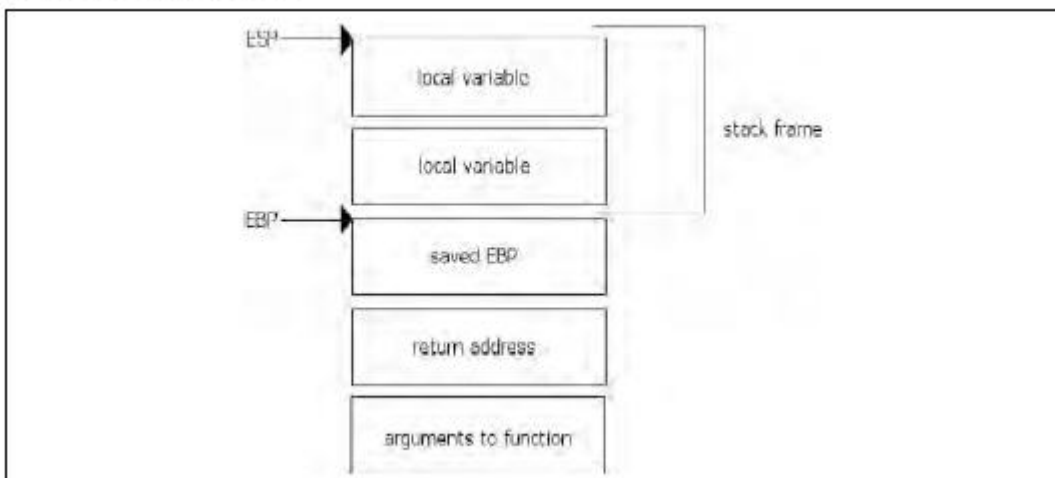 ESP
local variable
stack frame
local variable
EBP
saved EBP
return address
arguments to function